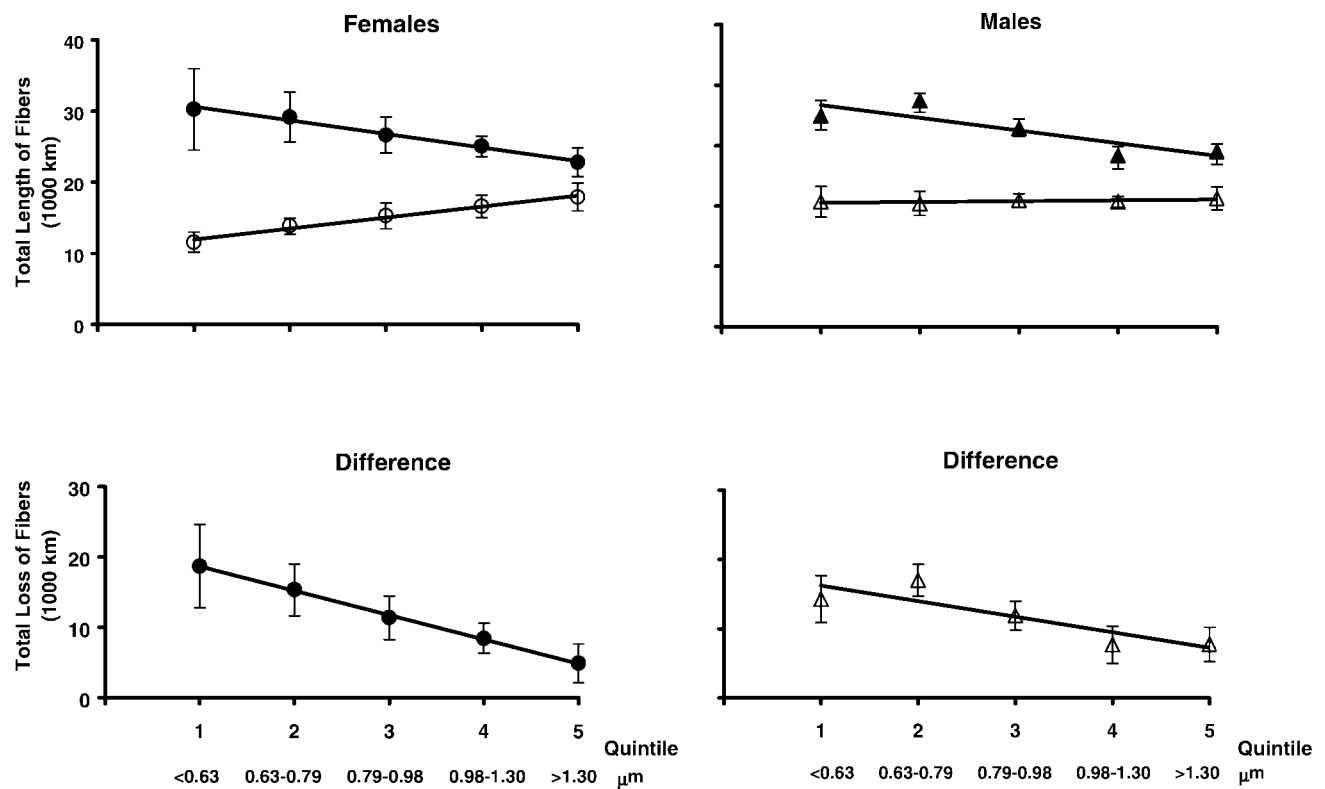 Females
Males
Total Length of Fibers
(1000 km)
40
30
20
10
0
Difference
Difference
Total Loss of Fibers
(1000 km)
30
20
10
0
1 2 3 4 5
Quintile
<0.63 0.63-0.79 0.79-0.98 0.98-1.30 >1.30 μm
1 2 3 4 5
Quintile
<0.63 0.63-0.79 0.79-0.98 0.98-1.30 >1.30 μm